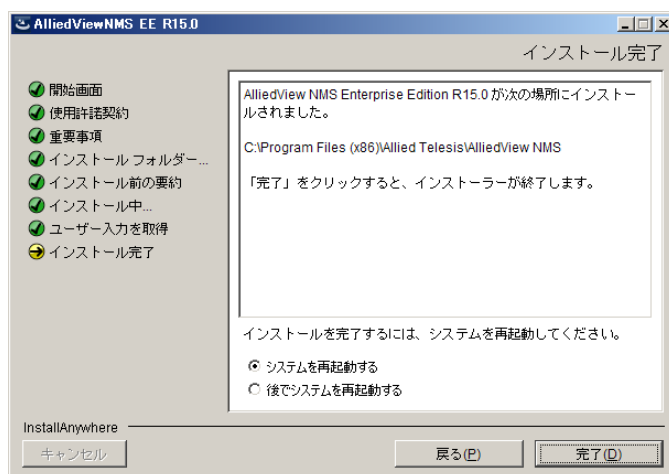 AlliedViewNMS EE R15.0
インストール完了
開始画面
使用許諾契約
重要事項
インストール フォルダー...
インストール前の要約
インストール中...
ユーザー入力を取得
インストール完了
AlliedView NMS Enterprise Edition R15.0 が次の場所にインストー
ルされました。
C:\Program Files (x86)\Allied Telesis\AlliedView NMS
「完了」をクリックすると、インストーラーが終了します。
インストールを完了するには、システムを再起動してください。
システムを再起動する
後でシステムを再起動する
InstallAnywhere
キャンセル
戻る(P)
完了(D)